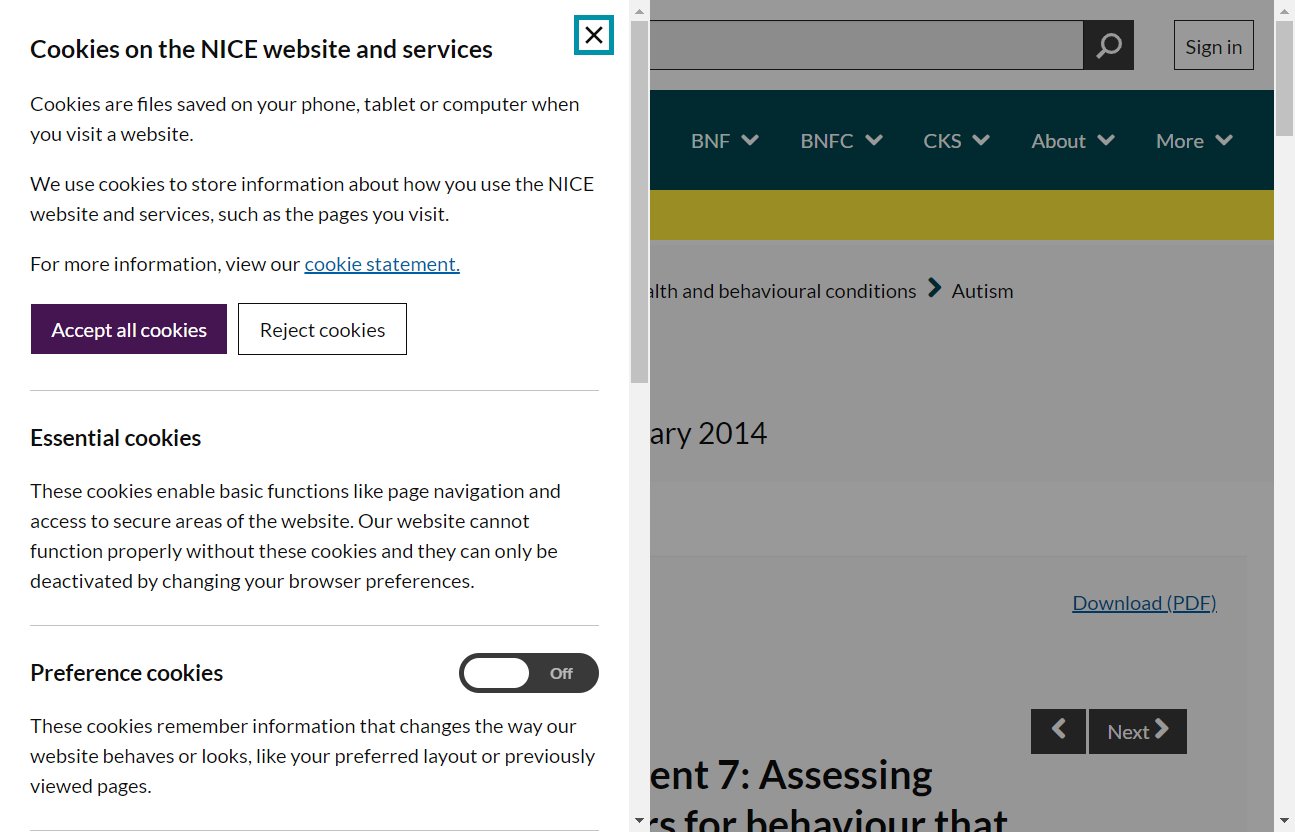 Cookies on the NICE website and services
Cookies are files saved on your phone, tablet or computer when
you visit a website.
We use cookies to store information about how you use the NICE
website and services, such as the pages you visit.
For more information, view our cookie statement.
Accept all cookies
Reject cookies
Essential cookies
These cookies enable basic functions like page navigation and
access to secure areas of the website. Our website cannot
function properly without these cookies and they can only be
deactivated by changing your browser preferences.
Preference cookies
Off
These cookies remember information that changes the way our
website behaves or looks, like your preferred layout or previously
viewed pages.
Sign in
BNF
BNFC
CKS
About
More
and behavioural conditions
Autism
2014
Download (PDF)
Next
7: Assessing
for behaviour that